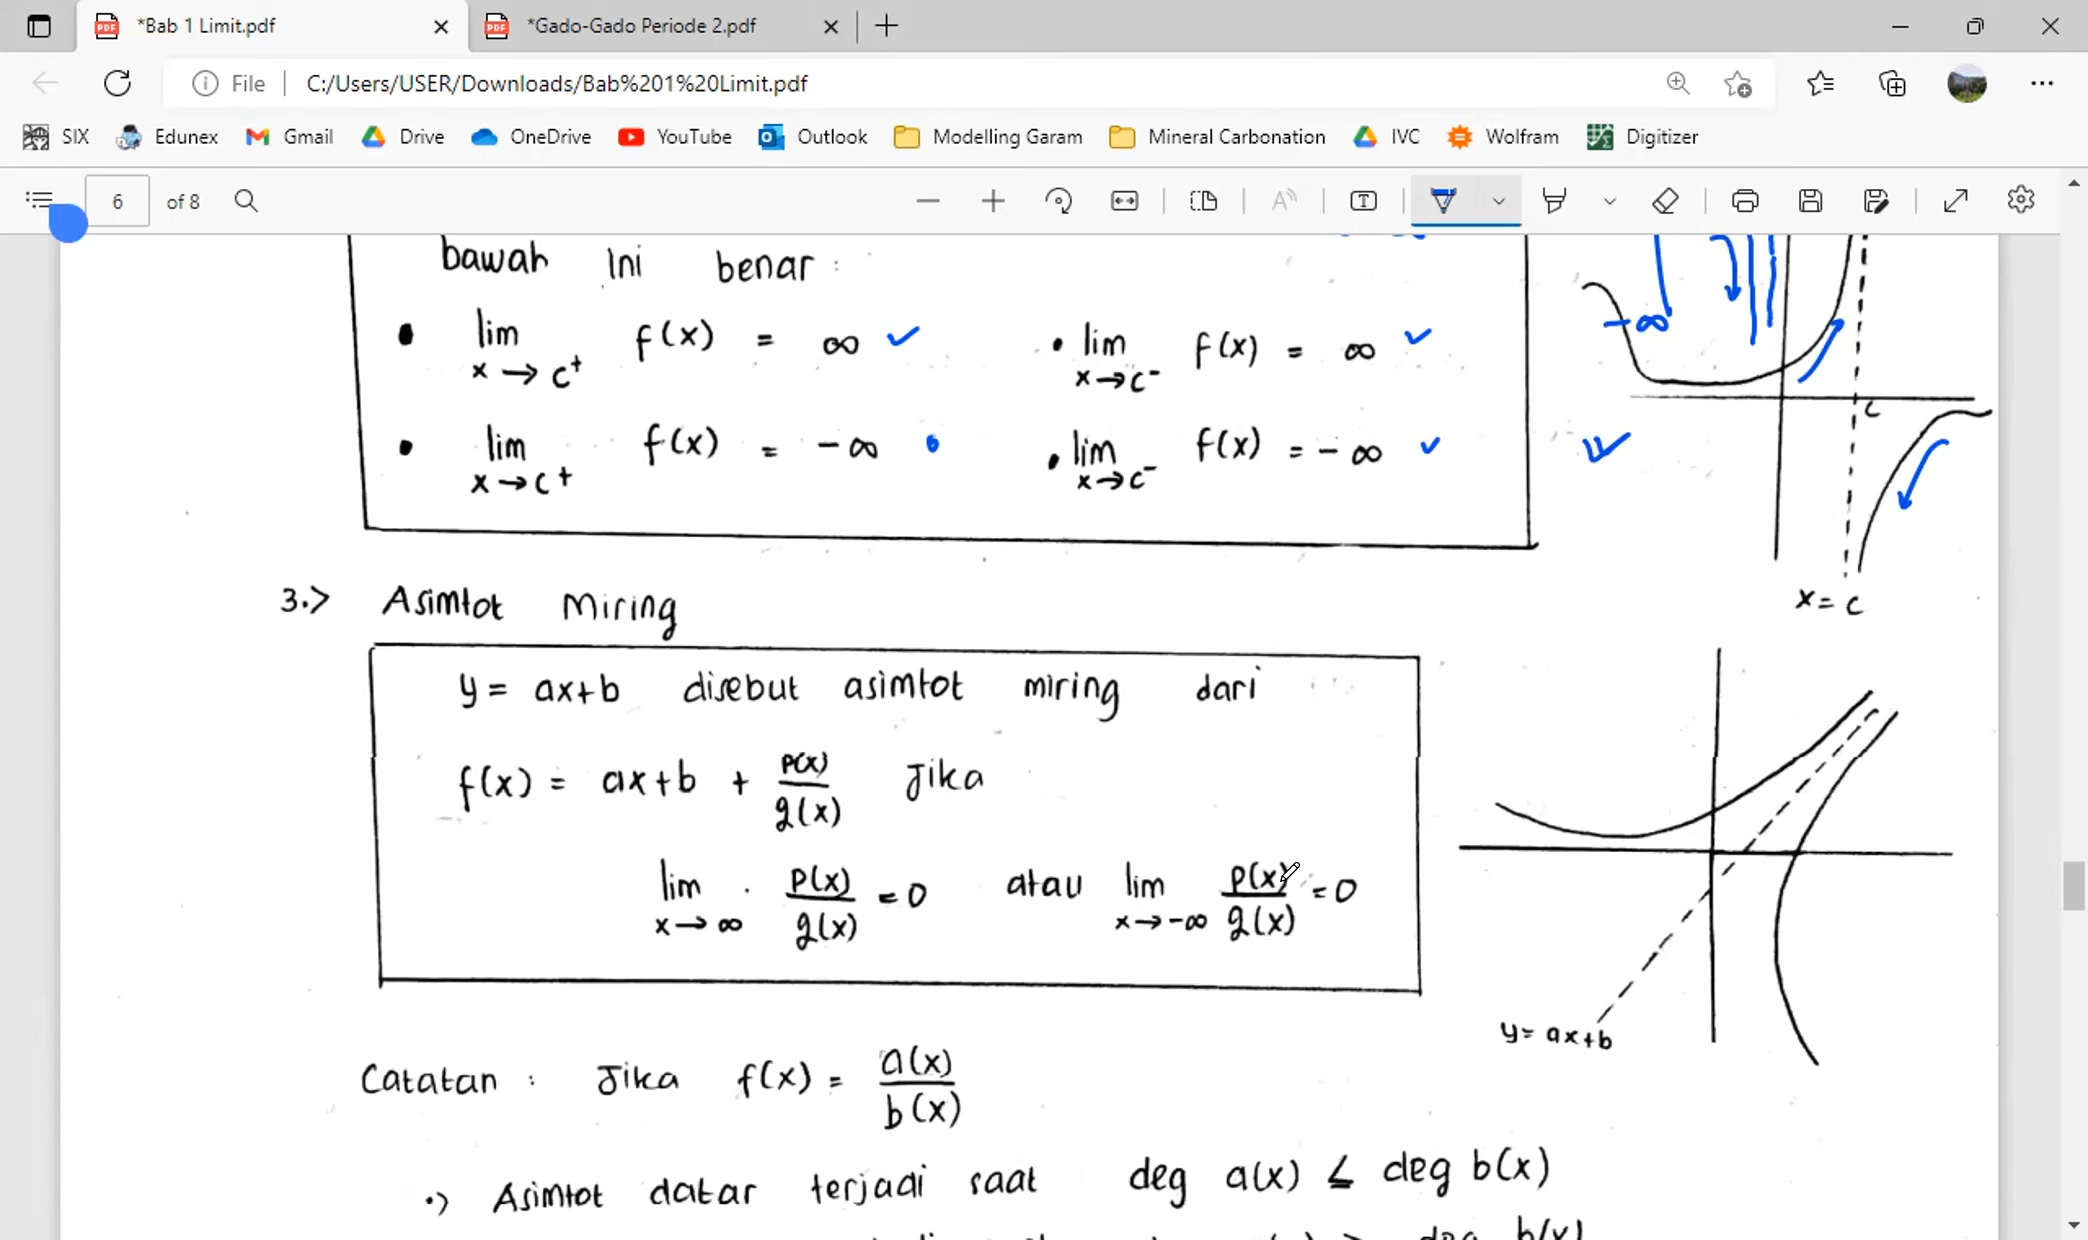 *Bab 1 Limit.pdf
*Gado-Gado Periode 2.pdf
File
C:/Users/USER/Downloads/Bab%201%20Limit.pdf
SIX Edunex Gmail Drive OneDrive YouTube Outlook Modelling Garam Mineral Carbonation IVC Wolfram Digitizer
6 of 8
bawah ini benar :
• lim x→c⁺ f(x) = ∞ ✓ • lim x→c⁻ f(x) = ∞ ✓
• lim x→c⁺ f(x) = -∞ • lim x→c⁻ f(x) = -∞ ✓
-∞
c
x = c
3.> Asimtot Miring
y = ax+b disebut asimtot miring dari
f(x) = ax+b + p(x)/q(x) Jika
lim x→∞ p(x)/q(x) = 0 atau lim x→-∞ p(x)/q(x) = 0
y = ax+b
Catatan : Jika f(x) = a(x)/b(x)
•) Asimtot datar terjadi saat deg a(x) ≤ deg b(x)
deg b(x)